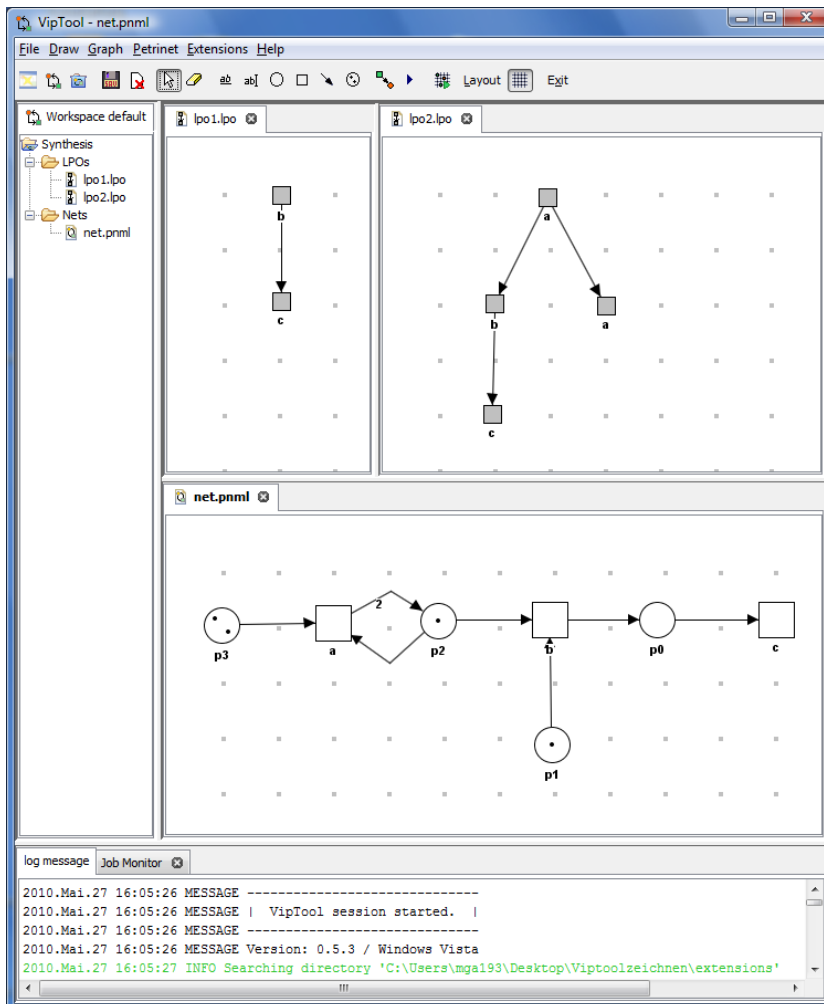 VipTool - net.pnml
File Draw Graph Petrinet Extensions Help
ab ab Layout Exit
Workspace default
Synthesis
LPOs
lpo1.lpo
lpo2.lpo
Nets
net.pnml
lpo1.lpo
b
c
lpo2.lpo
a
b
a
c
net.pnml
2
p3
a
p2
b
p0
c
p1
log message Job Monitor
2010.Mai.27 16:05:26 MESSAGE ------------------------------
2010.Mai.27 16:05:26 MESSAGE | VipTool session started. |
2010.Mai.27 16:05:26 MESSAGE ------------------------------
2010.Mai.27 16:05:26 MESSAGE Version: 0.5.3 / Windows Vista
2010.Mai.27 16:05:27 INFO Searching directory 'C:\Users\mga193\Desktop\Viptoolzeichnen\extensions'